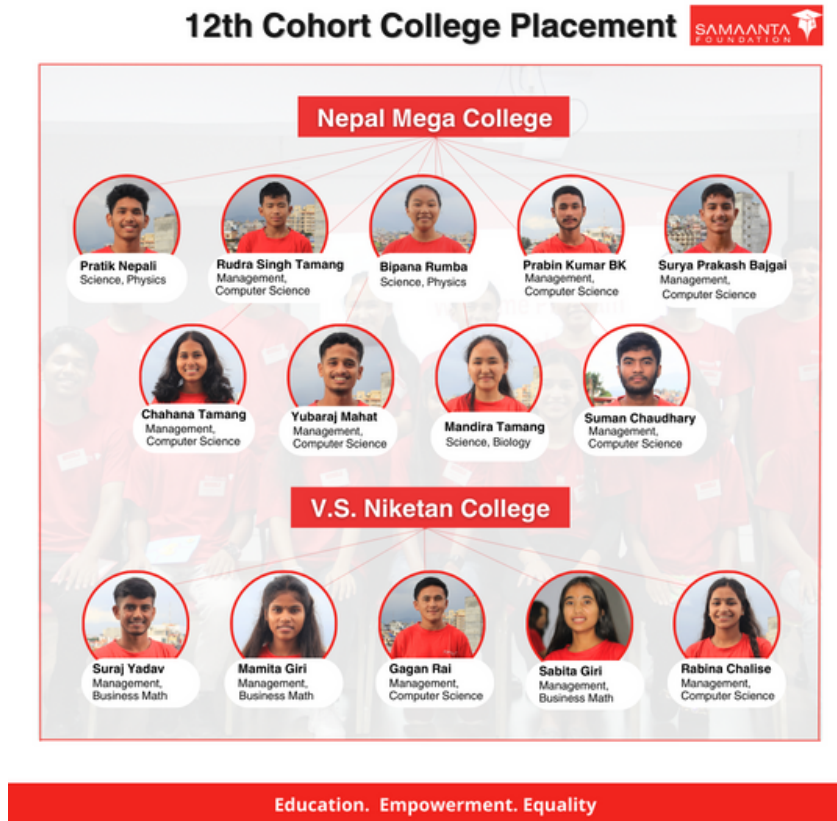 12th Cohort College Placement
SAMAANTA
FOUNDATION
Nepal Mega College
Pratik Nepali
Science, Physics
Rudra Singh Tamang
Management,
Computer Science
Bipana Rumba
Science, Physics
Prabin Kumar BK
Management,
Computer Science
Surya Prakash Bajgai
Management,
Computer Science
Chahana Tamang
Management,
Computer Science
Yubaraj Mahat
Management,
Computer Science
Mandira Tamang
Science, Biology
Suman Chaudhary
Management,
Computer Science
V.S. Niketan College
Suraj Yadav
Management,
Business Math
Mamita Giri
Management,
Business Math
Gagan Rai
Management,
Computer Science
Sabita Giri
Management,
Business Math
Rabina Chalise
Management,
Computer Science
Education. Empowerment. Equality